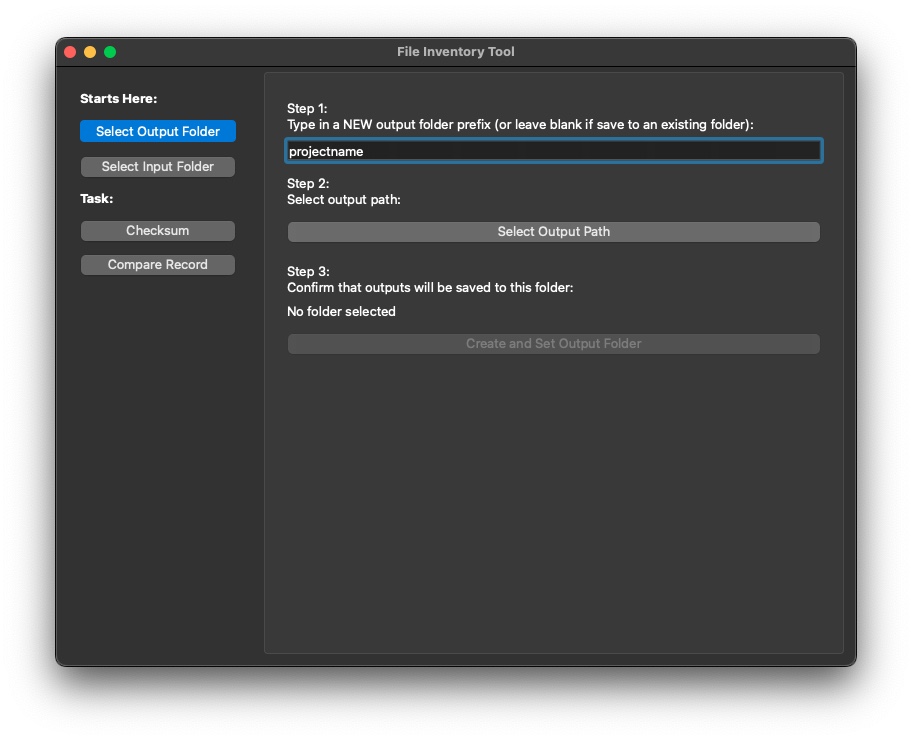 File Inventory Tool
Starts Here:
Select Output Folder
Select Input Folder
Task:
Checksum
Compare Record
Step 1:
Type in a NEW output folder prefix (or leave blank if save to an existing folder):
projectname
Step 2:
Select output path:
Select Output Path
Step 3:
Confirm that outputs will be saved to this folder:
No folder selected
Create and Set Output Folder